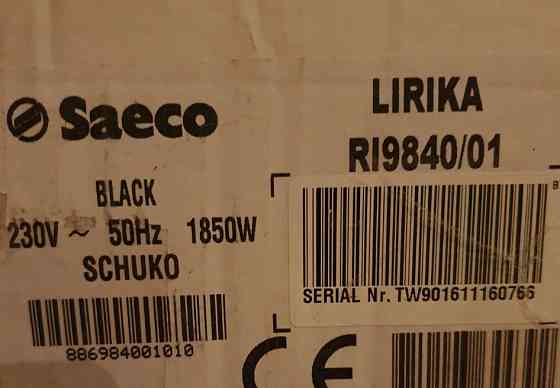 Saeco
BLACK
230V ~ 50Hz 1850W
SCHUKO
886984001010
LIRIKA
RI9840/01
SERIAL Nr. TW901611160766
CE